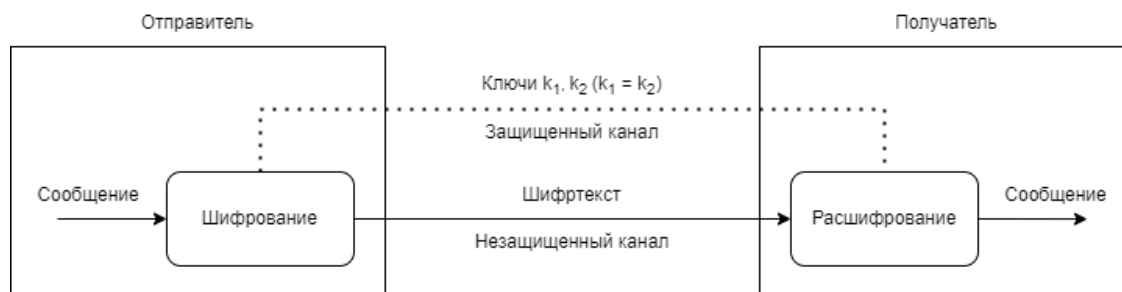 Отправитель
Получатель
Ключи k₁, k₂ (k₁ = k₂)
Защищенный канал
Сообщение
Шифрование
Шифртекст
Незащищенный канал
Расшифрование
Сообщение